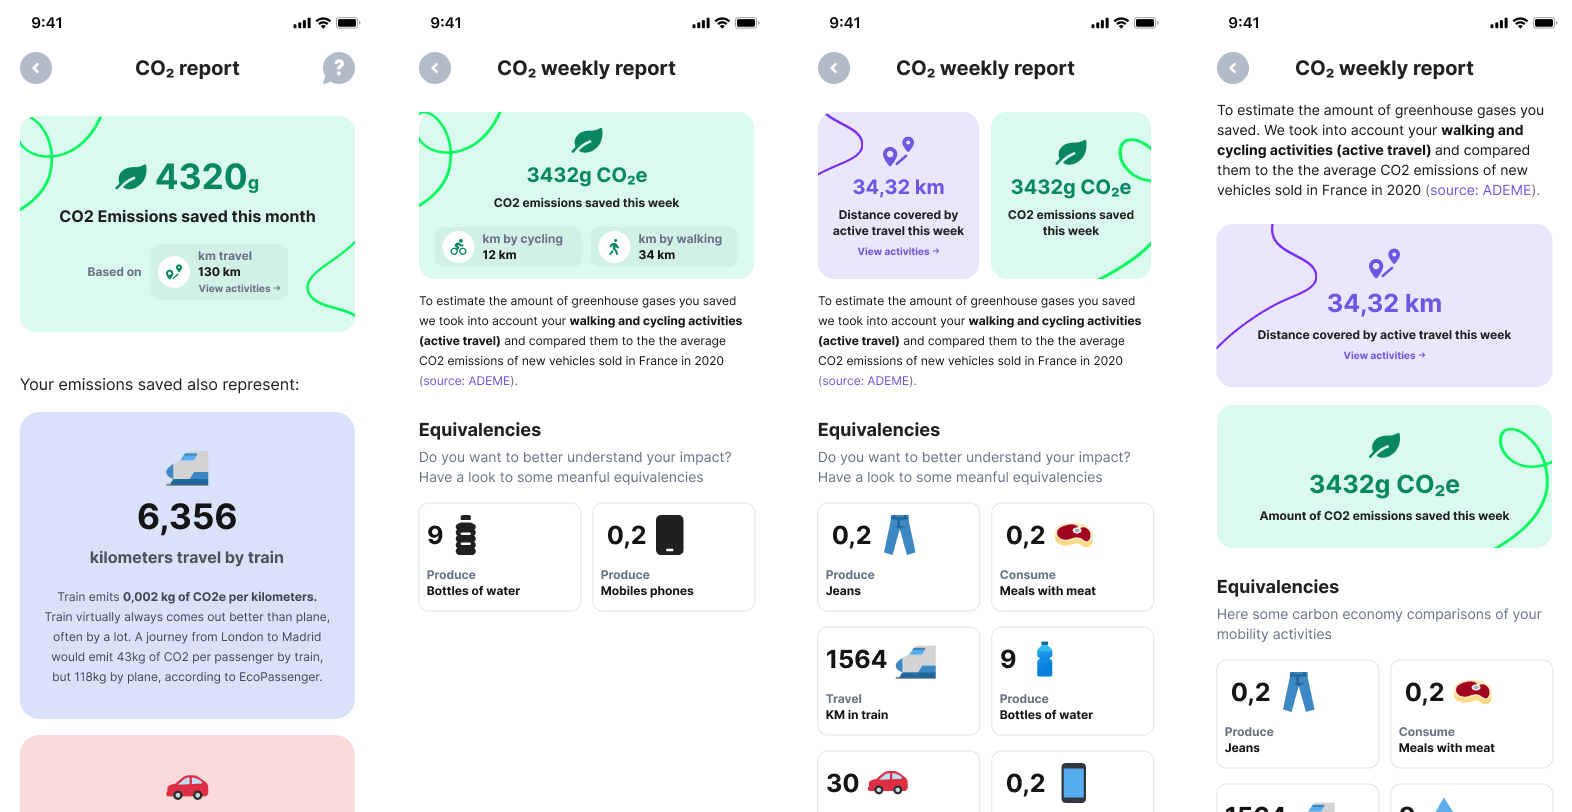 9:41
CO₂ report
?
4320g
CO2 Emissions saved this month
Based on
km travel
130 km
View activities →
Your emissions saved also represent:
6,356
kilometers travel by train
Train emits 0,002 kg of CO2e per kilometers.
Train virtually always comes out better than plane,
often by a lot. A journey from London to Madrid
would emit 43kg of CO2 per passenger by train,
but 118kg by plane, according to EcoPassenger.
9:41
CO₂ weekly report
3432g CO₂e
CO2 emissions saved this week
km by cycling
12 km
km by walking
34 km
To estimate the amount of greenhouse gases you saved
we took into account your walking and cycling activities
(active travel) and compared them to the the average
CO2 emissions of new vehicles sold in France in 2020
(source: ADEME).
Equivalencies
Do you want to better understand your impact?
Have a look to some meanful equivalencies
9
Produce
Bottles of water
0,2
Produce
Mobiles phones
9:41
CO₂ weekly report
34,32 km
Distance covered by
active travel this week
View activities →
3432g CO₂e
CO2 emissions saved
this week
To estimate the amount of greenhouse gases you saved
we took into account your walking and cycling activities
(active travel) and compared them to the the average
CO2 emissions of new vehicles sold in France in 2020
(source: ADEME).
Equivalencies
Do you want to better understand your impact?
Have a look to some meanful equivalencies
0,2
Produce
Jeans
0,2
Consume
Meals with meat
1564
Travel
KM in train
9
Produce
Bottles of water
30
0,2
9:41
CO₂ weekly report
To estimate the amount of greenhouse gases you
saved. We took into account your walking and
cycling activities (active travel) and compared
them to the the average CO2 emissions of new
vehicles sold in France in 2020 (source: ADEME).
34,32 km
Distance covered by active travel this week
View activities →
3432g CO₂e
Amount of CO2 emissions saved this week
Equivalencies
Here some carbon economy comparisons of your
mobility activities
0,2
Produce
Jeans
0,2
Consume
Meals with meat